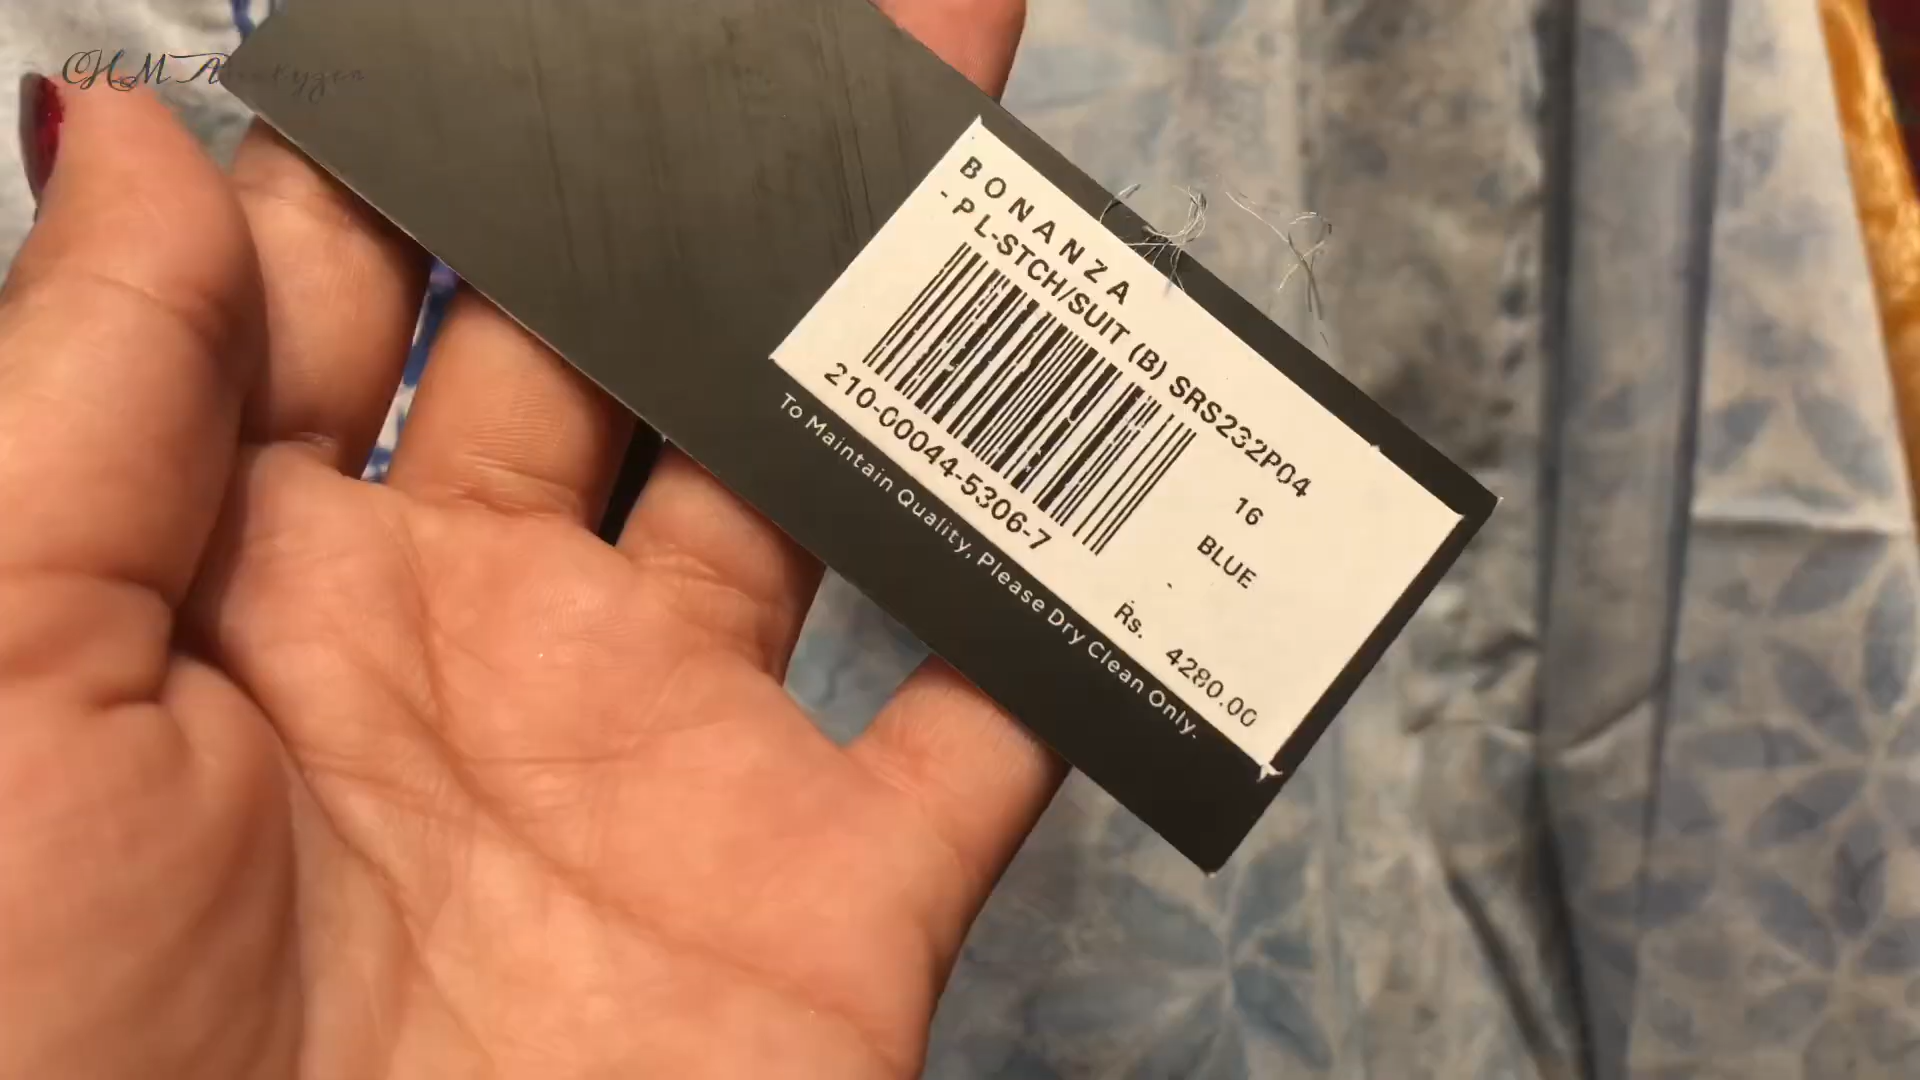 BONANZA
- P L-STCH/SUIT (B) SRS232P04
16
BLUE
210-00044-5306-7
Rs. 4280.00
To Maintain Quality, Please Dry Clean Only.